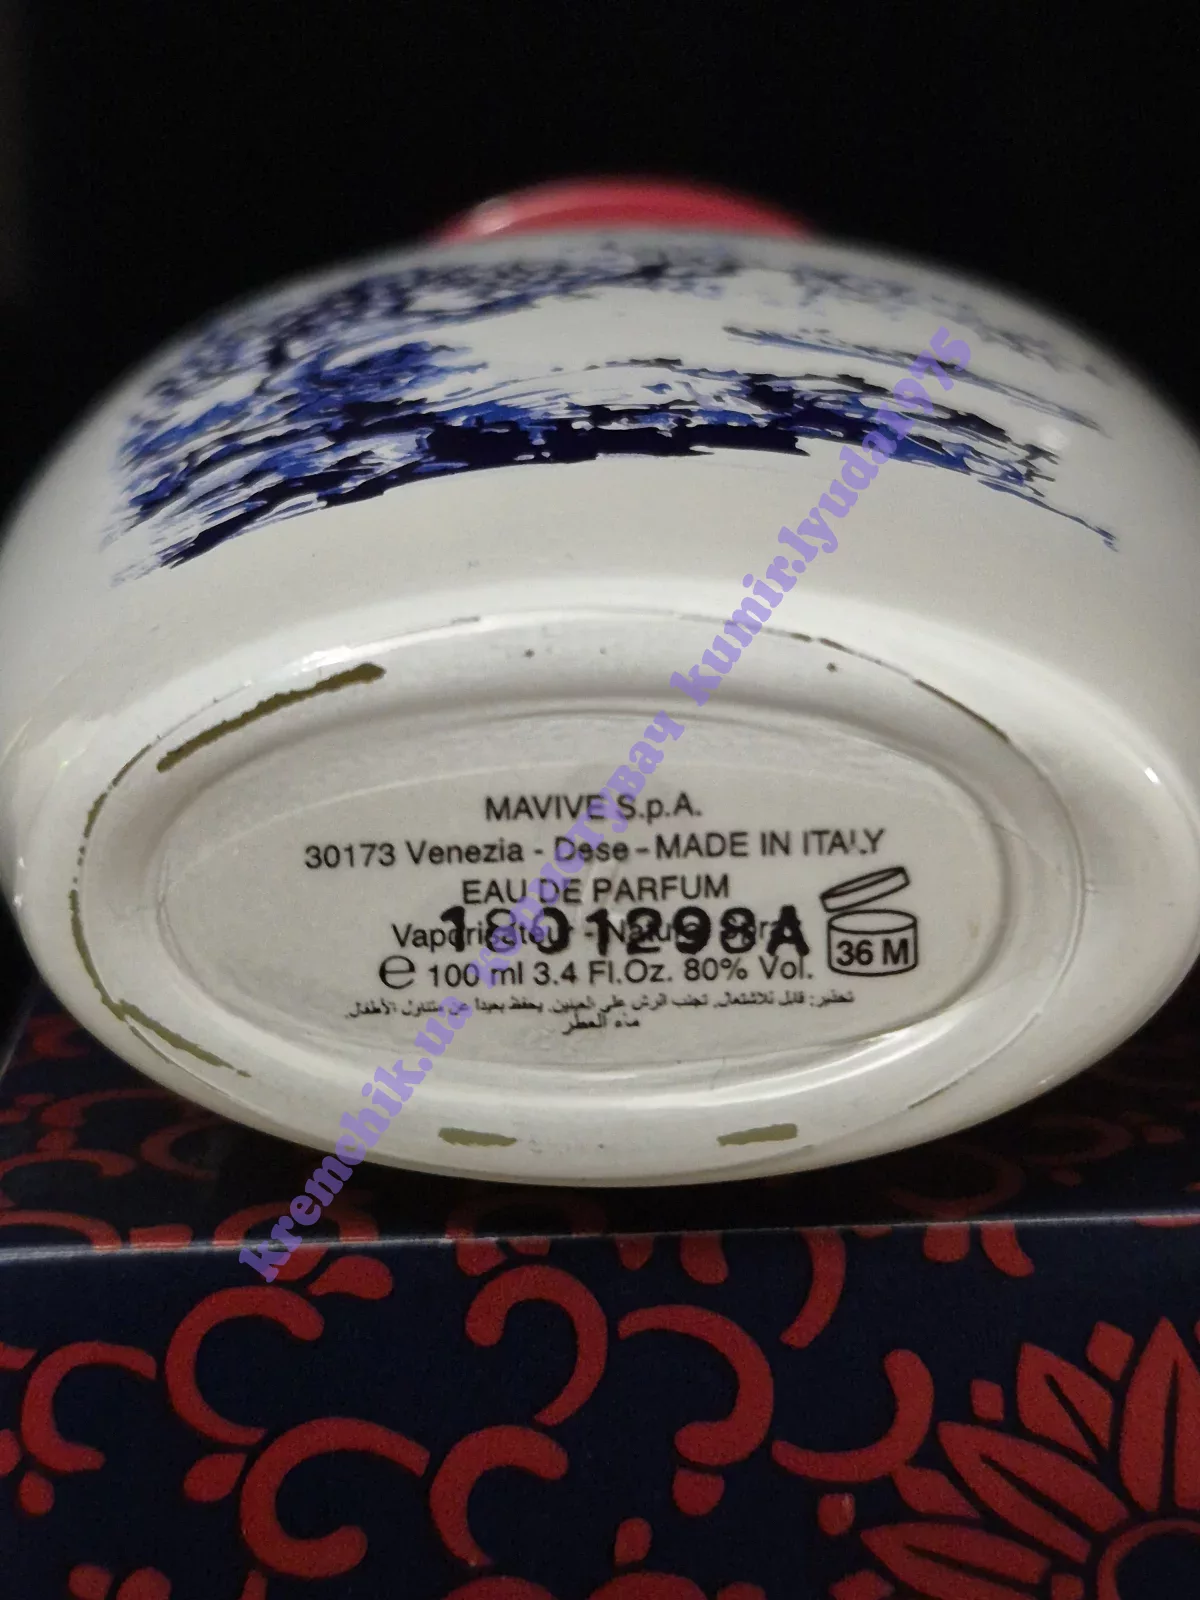 MAVIVE S.p.A.
30173 Venezia - Dese - MADE IN ITALY
EAU DE PARFUM
Vaporisateur - Natural Spray
1801298A
36 M
e 100 ml 3.4 Fl.Oz. 80% Vol.
تحذير: قابل للاشتعال. تجنب الرش على العينين. يحفظ بعيدا عن متناول الأطفال.
ماء العطر
kremchik.ua користувач kumir.lyuda1975